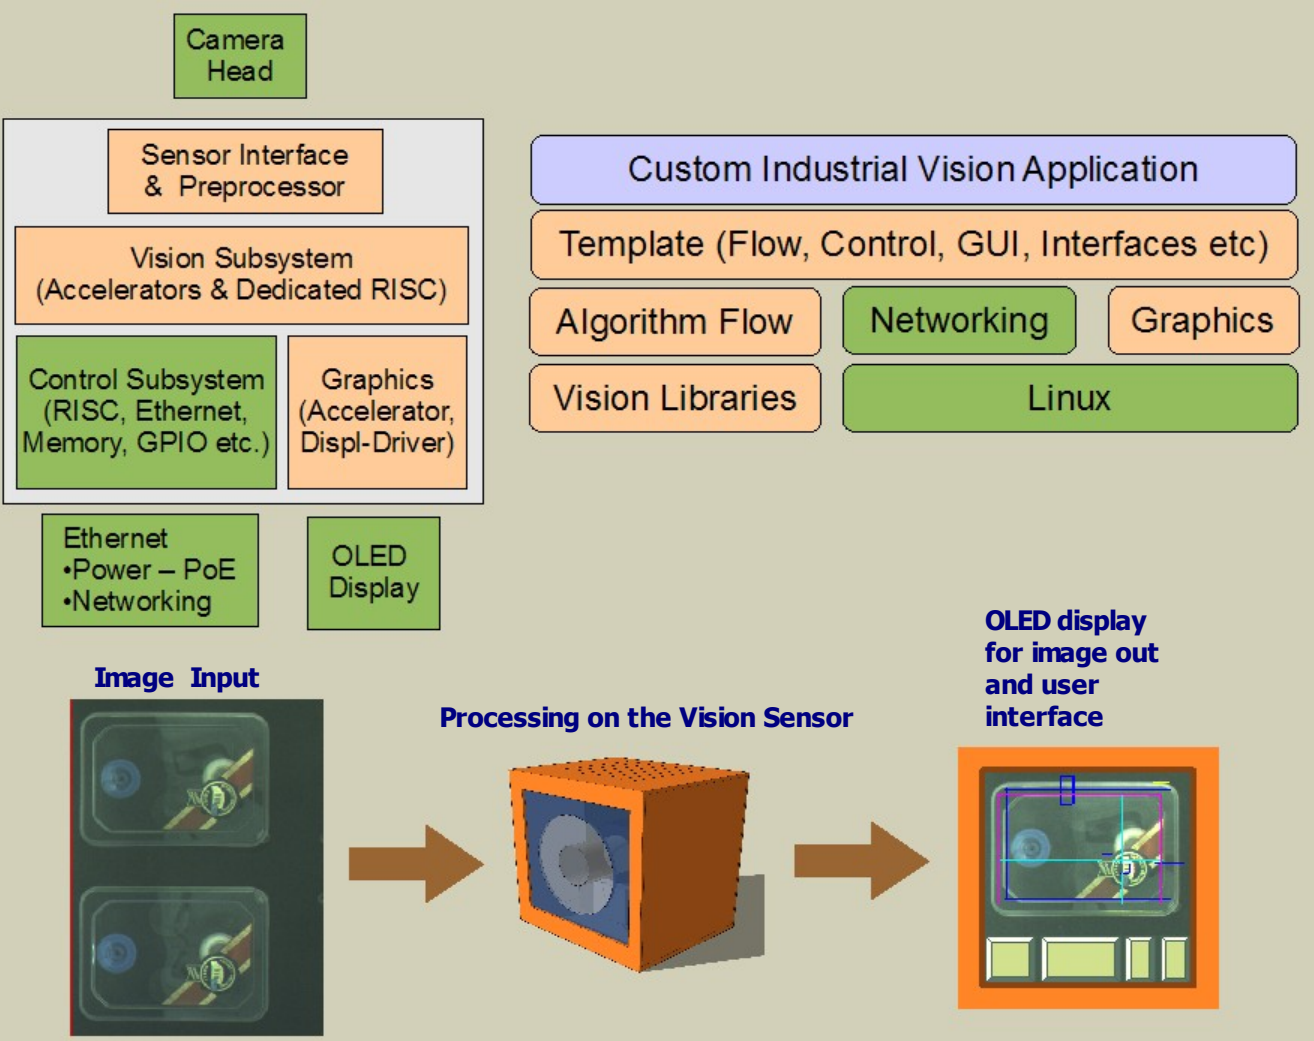 Camera
Head
Sensor Interface
& Preprocessor
Vision Subsystem
(Accelerators & Dedicated RISC)
Control Subsystem
(RISC, Ethernet,
Memory, GPIO etc.)
Graphics
(Accelerator,
Displ-Driver)
Ethernet
•Power – PoE
•Networking
OLED
Display
Custom Industrial Vision Application
Template (Flow, Control, GUI, Interfaces etc)
Algorithm Flow
Networking
Graphics
Vision Libraries
Linux
Image Input
Processing on the Vision Sensor
OLED display
for image out
and user
interface